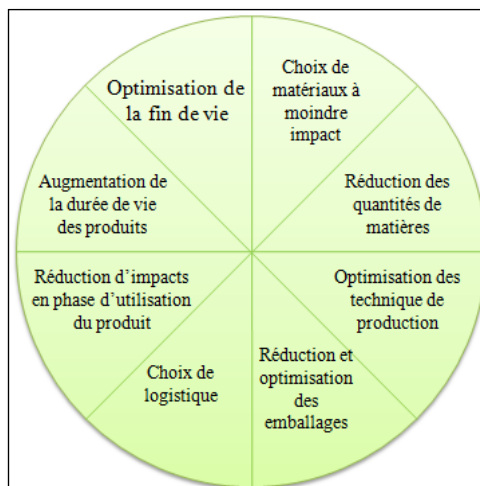 Optimisation de
la fin de vie
Choix de
matériaux à
moindre
impact
Réduction des
quantités de
matières
Optimisation des
technique de
production
Réduction et
optimisation
des
emballages
Choix de
logistique
Réduction d’impacts
en phase d’utilisation
du produit
Augmentation de
la durée de vie
des produits